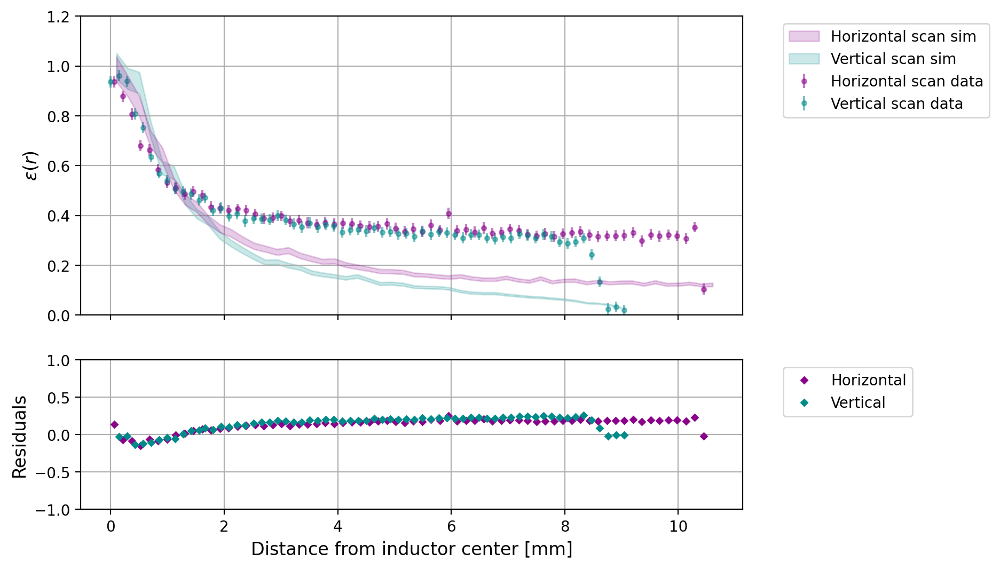 1.2
1.0
0.8
0.6
0.4
0.2
0.0
ε(r)
Horizontal scan sim
Vertical scan sim
Horizontal scan data
Vertical scan data
1.0
0.5
0.0
−0.5
−1.0
Residuals
Horizontal
Vertical
0 2 4 6 8 10
Distance from inductor center [mm]